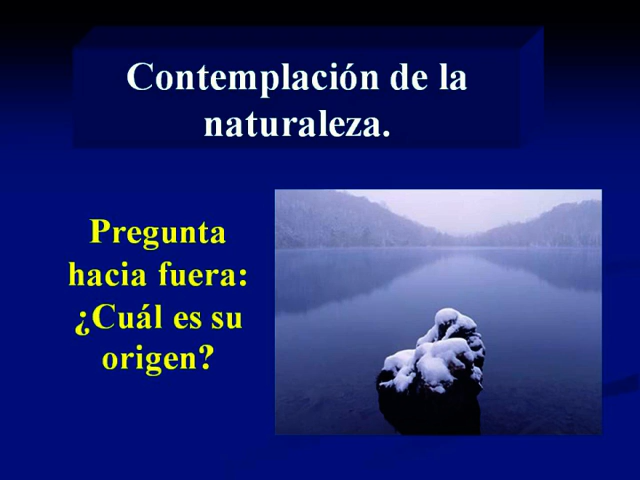 Contemplación de la
naturaleza.
Pregunta
hacia fuera:
¿Cuál es su
origen?